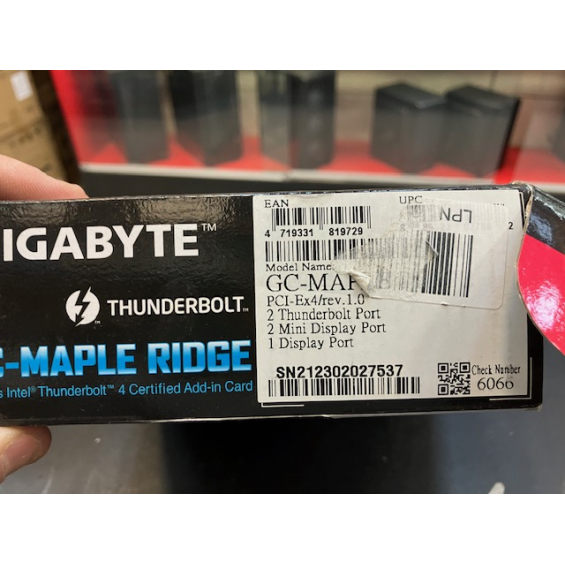 IGABYTE™
THUNDERBOLT™
C-MAPLE RIDGE
s Intel® Thunderbolt™ 4 Certified Add-in Card
EAN
UPC
4 719331 819729
2
LPN
Model Name:
GC-MAP
PCI-Ex4/rev.1.0
2 Thunderbolt Port
2 Mini Display Port
1 Display Port
SN212302027537
Check Number
6066